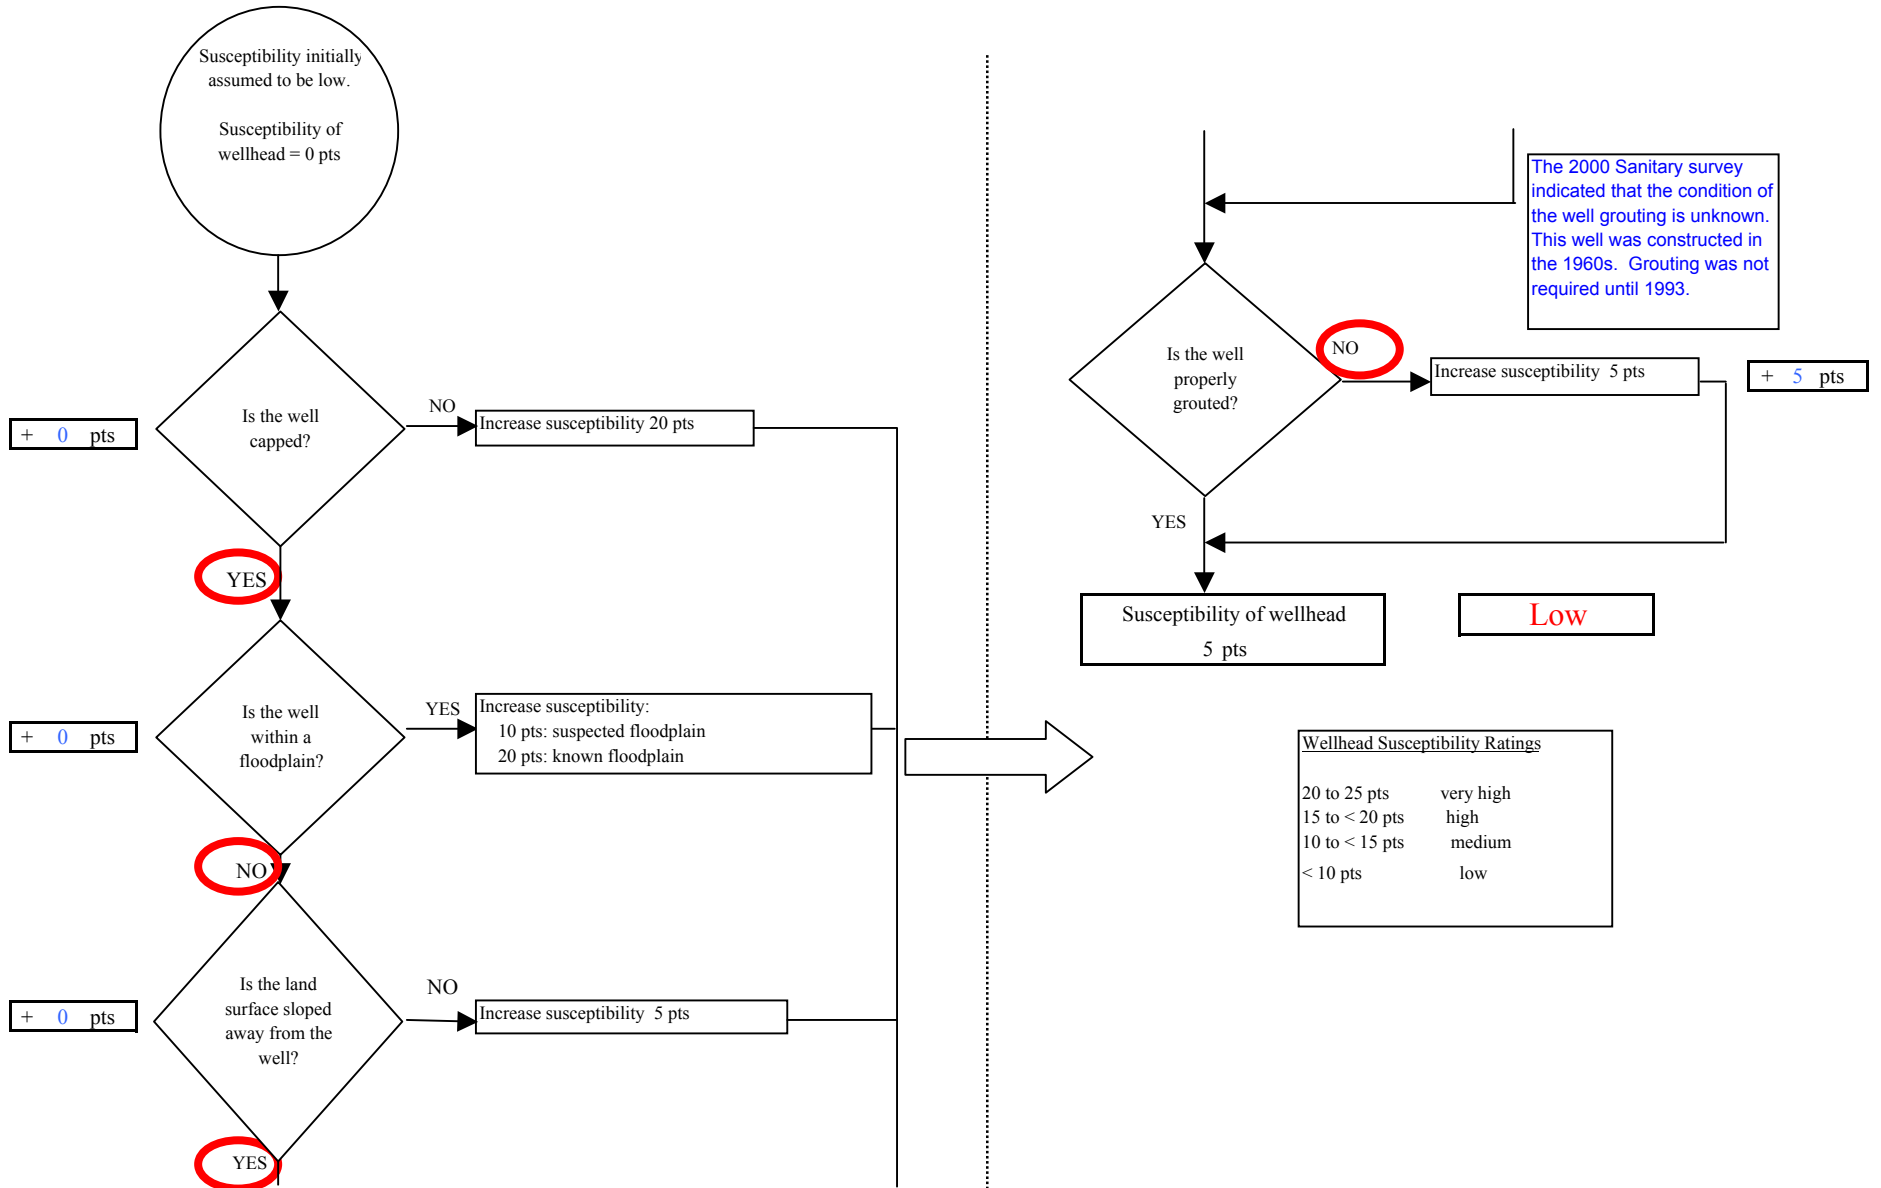 Susceptibility initially
assumed to be low.
Susceptibility of
wellhead = 0 pts
Is the well
capped?
NO
Increase susceptibility 20 pts
+ 0 pts
YES
Is the well
within a
floodplain?
YES
Increase susceptibility:
10 pts: suspected floodplain
20 pts: known floodplain
+ 0 pts
NO
Is the land
surface sloped
away from the
well?
NO
Increase susceptibility 5 pts
+ 0 pts
YES
The 2000 Sanitary survey
indicated that the condition of
the well grouting is unknown.
This well was constructed in
the 1960s. Grouting was not
required until 1993.
Is the well
properly
grouted?
NO
Increase susceptibility 5 pts
+ 5 pts
YES
Susceptibility of wellhead
5 pts
Low
Wellhead Susceptibility Ratings
20 to 25 pts very high
15 to < 20 pts high
10 to < 15 pts medium
< 10 pts low